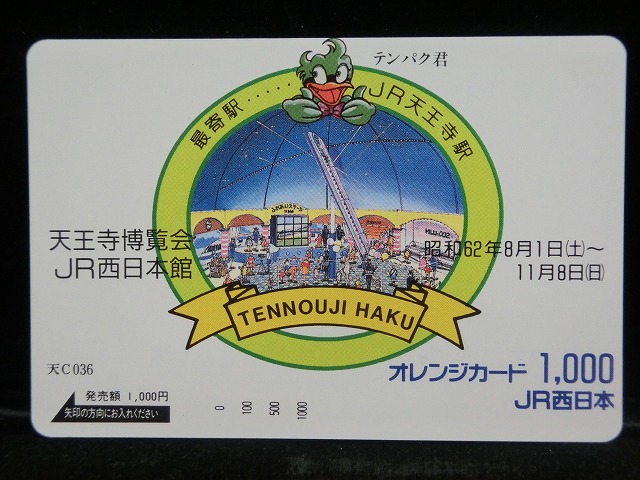 テンパク君
最寄駅……JR天王寺駅
天王寺博覧会
JR西日本館
昭和62年8月1日(土)～
11月8日(日)
TENNOUJI HAKU
天C036
オレンジカード 1,000
JR西日本
発売額 1,000円
矢印の方向にお入れください
0 100 500 1000